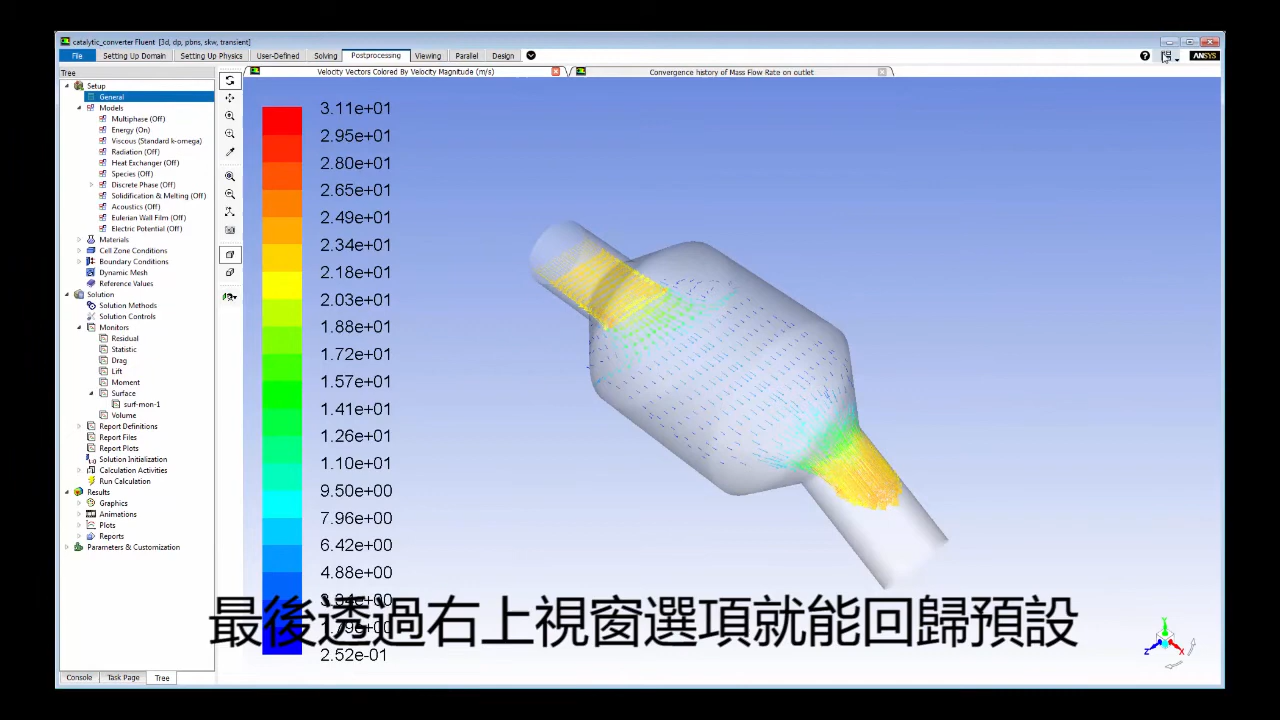 catalytic_converter Fluent [3d, dp, pbns, skw, transient]
File Setting Up Domain Setting Up Physics User-Defined Solving Postprocessing Viewing Parallel Design
ANSYS
Tree
Velocity Vectors Colored By Velocity Magnitude (m/s)
Convergence history of Mass Flow Rate on outlet
Setup
General
Models
Multiphase (Off)
Energy (On)
Viscous (Standard k-omega)
Radiation (Off)
Heat Exchanger (Off)
Species (Off)
Discrete Phase (Off)
Solidification & Melting (Off)
Acoustics (Off)
Eulerian Wall Film (Off)
Electric Potential (Off)
Materials
Cell Zone Conditions
Boundary Conditions
Dynamic Mesh
Reference Values
Solution
Solution Methods
Solution Controls
Monitors
Residual
Statistic
Drag
Lift
Moment
Surface
surf-mon-1
Volume
Report Definitions
Report Files
Report Plots
Solution Initialization
Calculation Activities
Run Calculation
Results
Graphics
Animations
Plots
Reports
Parameters & Customization
3.11e+01
2.95e+01
2.80e+01
2.65e+01
2.49e+01
2.34e+01
2.18e+01
2.03e+01
1.88e+01
1.72e+01
1.57e+01
1.41e+01
1.26e+01
1.10e+01
9.50e+00
7.96e+00
6.42e+00
4.88e+00
3.34e+00
1.79e+00
2.52e-01
最後透過右上視窗選項就能回歸預設
Y
Z
X
Console Task Page Tree